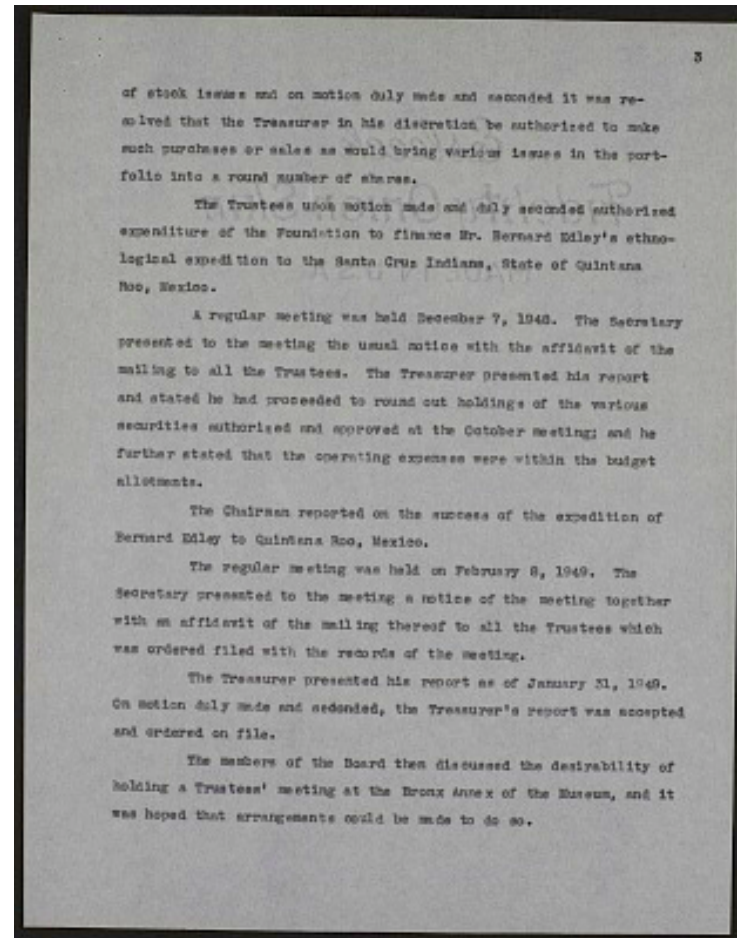 3
of stock issues and on motion duly made and seconded it was re-
solved that the Treasurer in his discretion be authorized to make
such purchases or sales as would bring various issues in the port-
folio into a round number of shares.
The Trustees upon motion made and duly seconded authorized
expenditure of the Foundation to finance Mr. Bernard Edley's ethno-
logical expedition to the Santa Cruz Indians, State of Quintana
Roo, Mexico.
A regular meeting was held December 7, 1948. The Secretary
presented to the meeting the usual notice with the affidavit of the
mailing to all the Trustees. The Treasurer presented his report
and stated he had proceeded to round out holdings of the various
securities authorized and approved at the October meeting; and he
further stated that the operating expenses were within the budget
allotments.
The Chairman reported on the success of the expedition of
Bernard Edley to Quintana Roo, Mexico.
The regular meeting was held on February 8, 1949. The
Secretary presented to the meeting a notice of the meeting together
with an affidavit of the mailing thereof to all the Trustees which
was ordered filed with the records of the meeting.
The Treasurer presented his report as of January 31, 1949.
On motion duly made and sedonded, the Treasurer's report was accepted
and ordered on file.
The members of the Board then discussed the desirability of
holding a Trustees' meeting at the Bronx Annex of the Museum, and it
was hoped that arrangements could be made to do so.